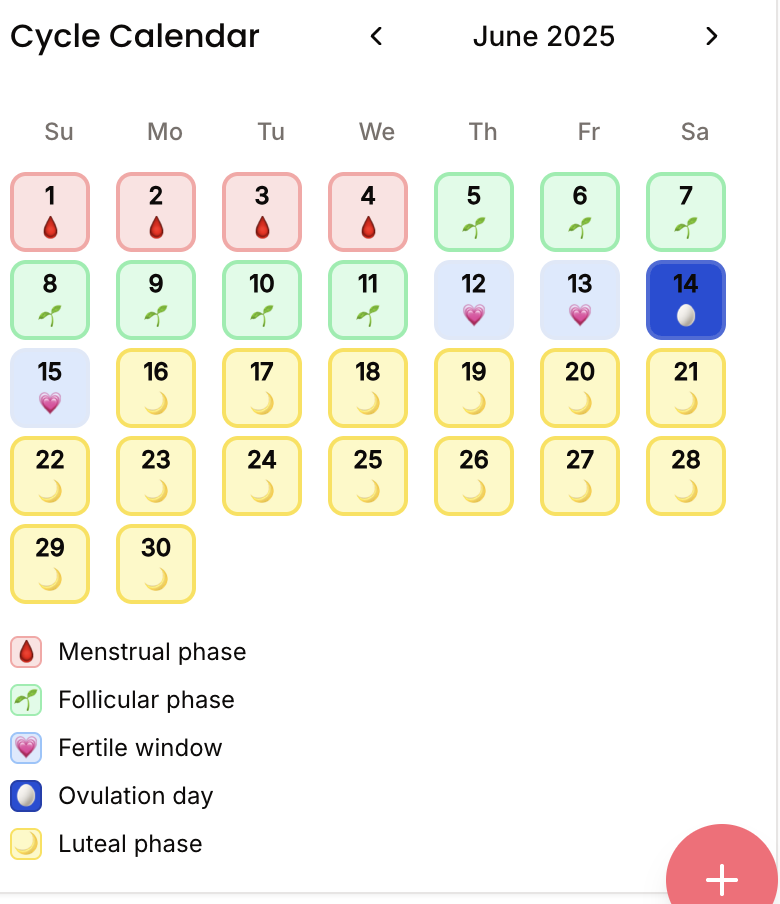 Cycle Calendar June 2025
Su Mo Tu We Th Fr Sa
1 2 3 4 5 6 7
8 9 10 11 12 13 14
15 16 17 18 19 20 21
22 23 24 25 26 27 28
29 30
Menstrual phase
Follicular phase
Fertile window
Ovulation day
Luteal phase